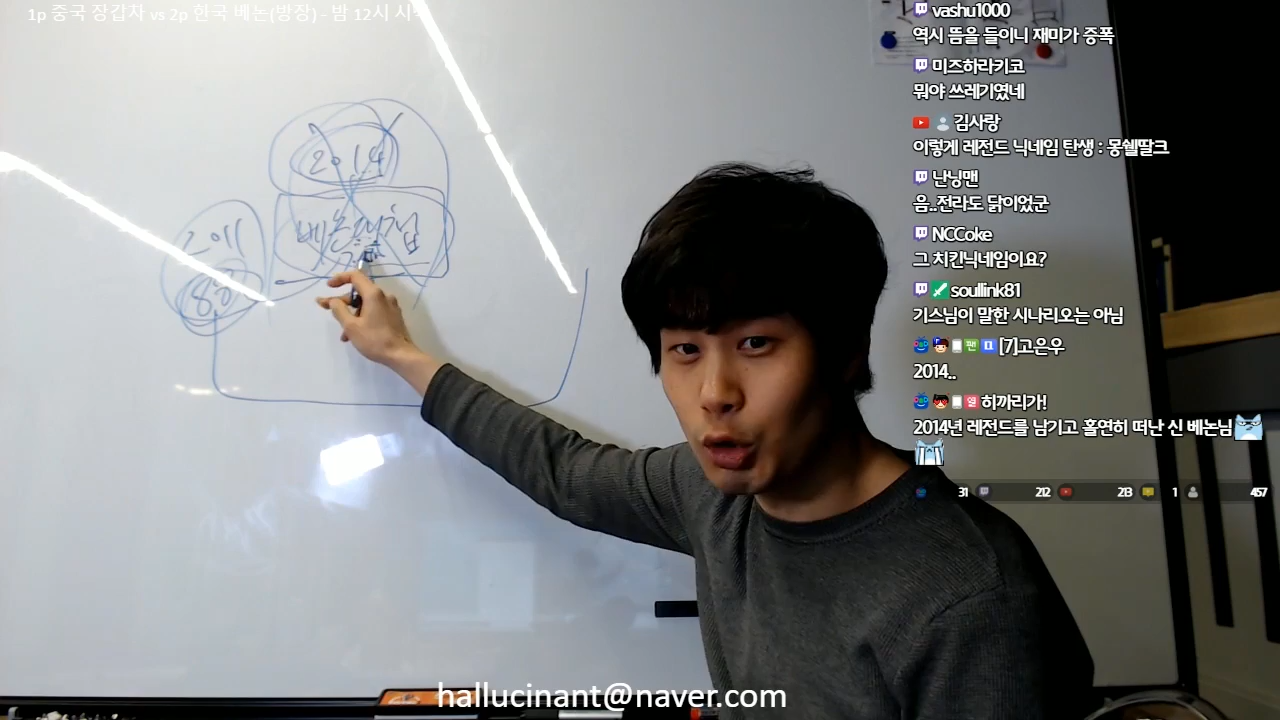 1p 중국 장갑차 vs 2p 한국 베논(방장) - 밤 12시 시
2014
베논
2011
vashu1000
역시 뜸을 들이니 재미가 증폭
미즈하라키코
뭐야 쓰레기였네
김사랑
이렇게 레전드 닉네임 탄생 : 몽쉘딸크
난닝맨
음..전라도 닭이었군
NCCoke
그 치킨닉네임이요?
soullink81
기스님이 말한 시나리오는 아님
팬 [7]고은우
2014..
열 허까리가!
2014년 레전드를 남기고 홀연히 떠난 신 베논님
31 212 213 1 457
hallucinant@naver.com